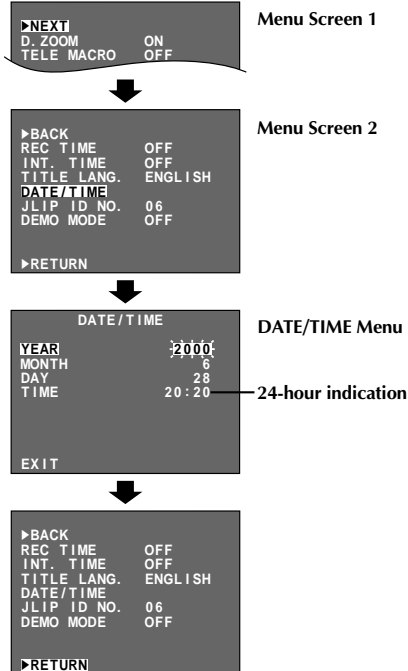 ►NEXT
D. ZOOM ON
TELE MACRO OFF
Menu Screen 1
►BACK
REC TIME OFF
INT. TIME OFF
TITLE LANG. ENGLISH
DATE/TIME
JLIP ID NO. 06
DEMO MODE OFF
►RETURN
Menu Screen 2
DATE/TIME
YEAR 2000
MONTH 6
DAY 28
TIME 20:20
EXIT
DATE/TIME Menu
24-hour indication
►BACK
REC TIME OFF
INT. TIME OFF
TITLE LANG. ENGLISH
DATE/TIME
JLIP ID NO. 06
DEMO MODE OFF
►RETURN